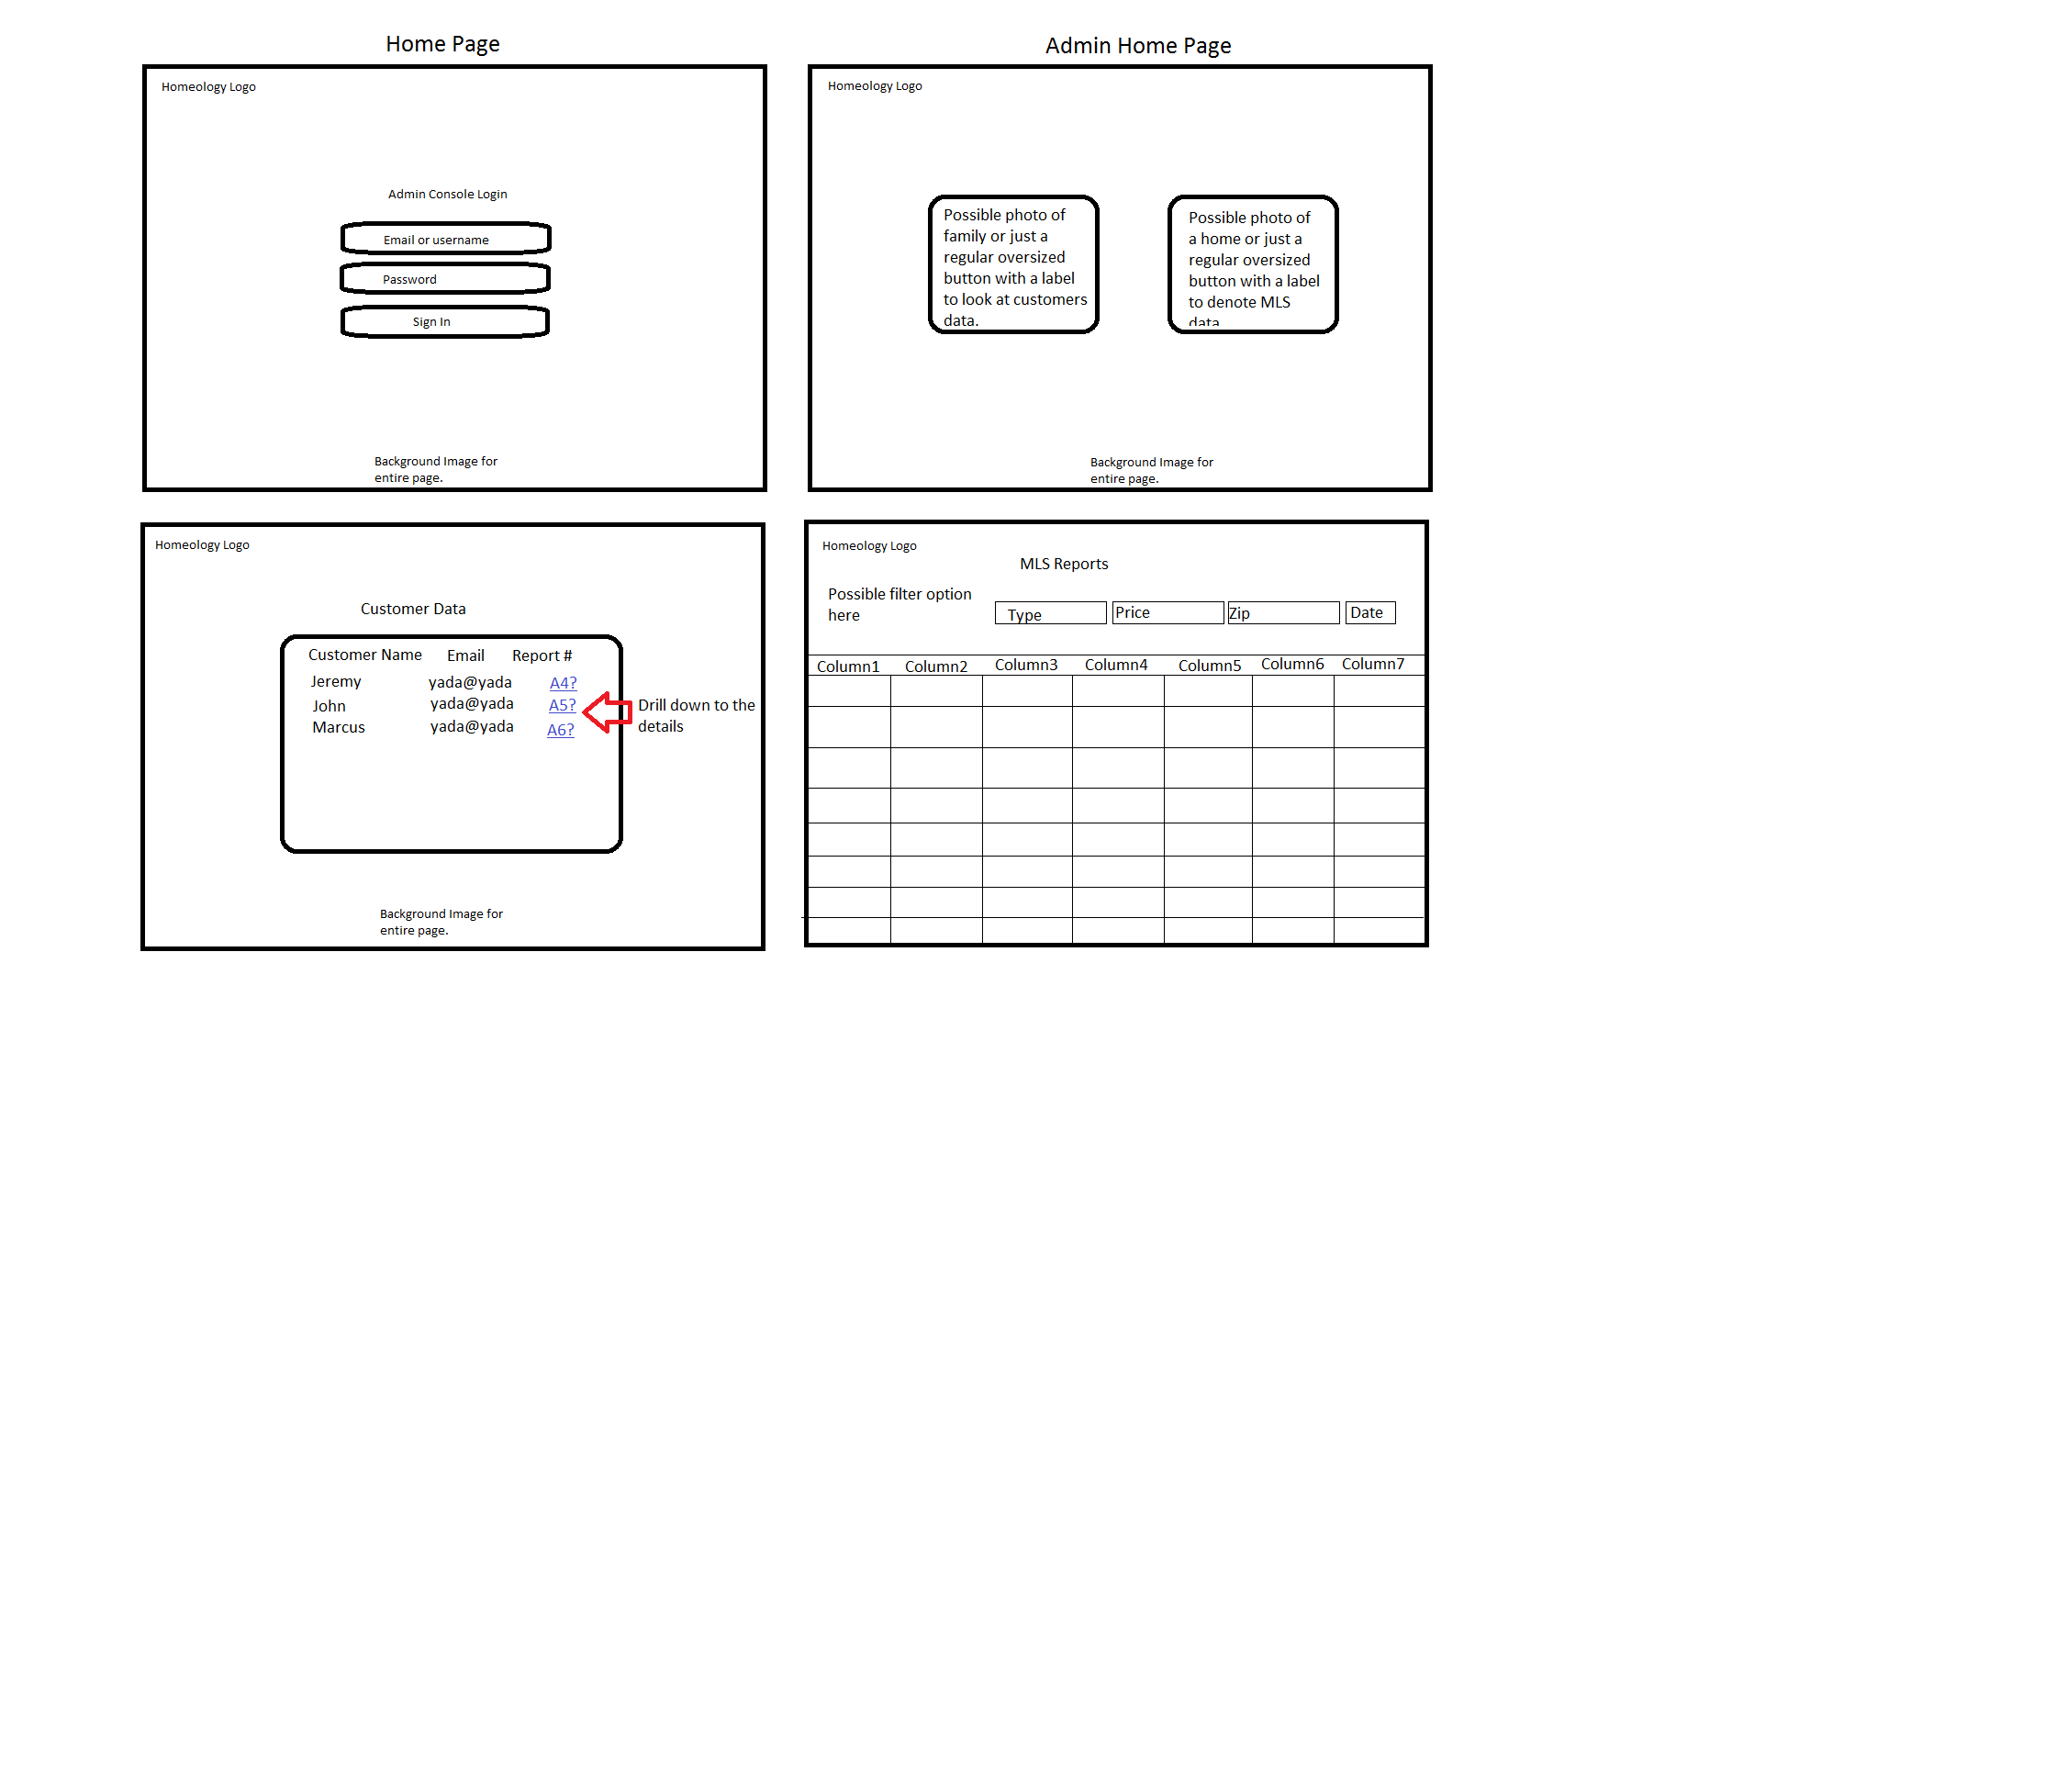 Home Page
Homeology Logo
Admin Console Login
Email or username
Password
Sign In
Background Image for
entire page.
Admin Home Page
Homeology Logo
Possible photo of
family or just a
regular oversized
button with a label
to look at customers
data.
Possible photo of
a home or just a
regular oversized
button with a label
to denote MLS
data
Background Image for
entire page.
Homeology Logo
Customer Data
Customer Name Email Report #
Jeremy yada@yada A4?
John yada@yada A5?
Marcus yada@yada A6?
Drill down to the
details
Background Image for
entire page.
Homeology Logo
MLS Reports
Possible filter option
here
Type Price Zip Date
Column1 Column2 Column3 Column4 Column5 Column6 Column7